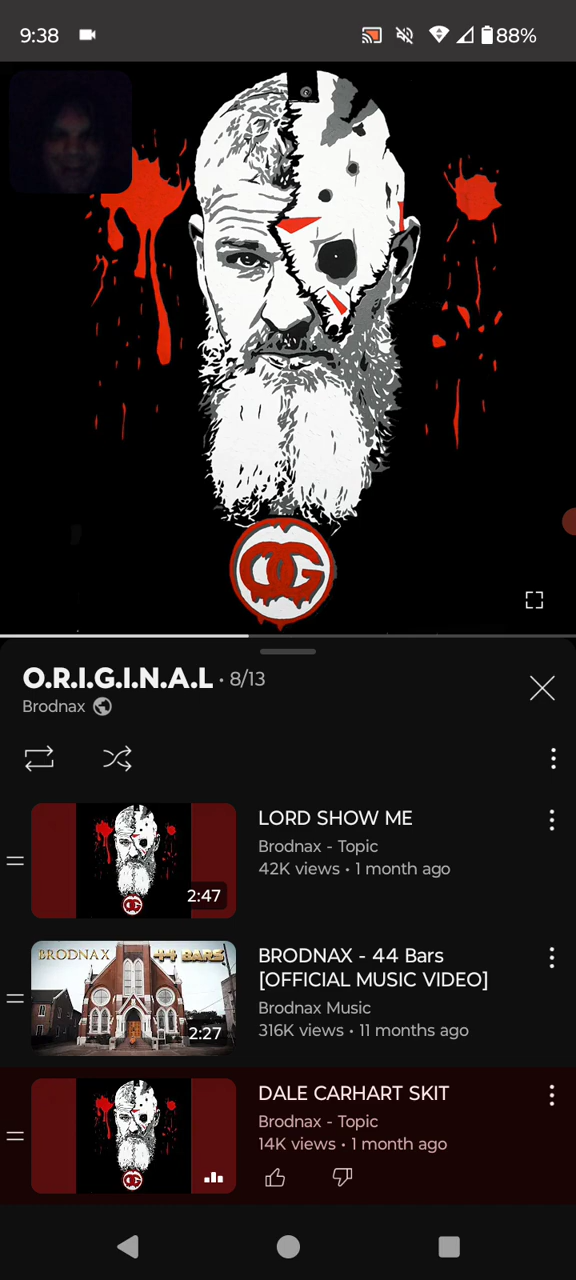 9:38
88%
OG
O.R.I.G.I.N.A.L · 8/13
Brodnax
LORD SHOW ME
Brodnax - Topic
42K views • 1 month ago
2:47
BRODNAX 44 BARS
BRODNAX - 44 Bars
[OFFICIAL MUSIC VIDEO]
Brodnax Music
316K views • 11 months ago
2:27
DALE CARHART SKIT
Brodnax - Topic
14K views • 1 month ago